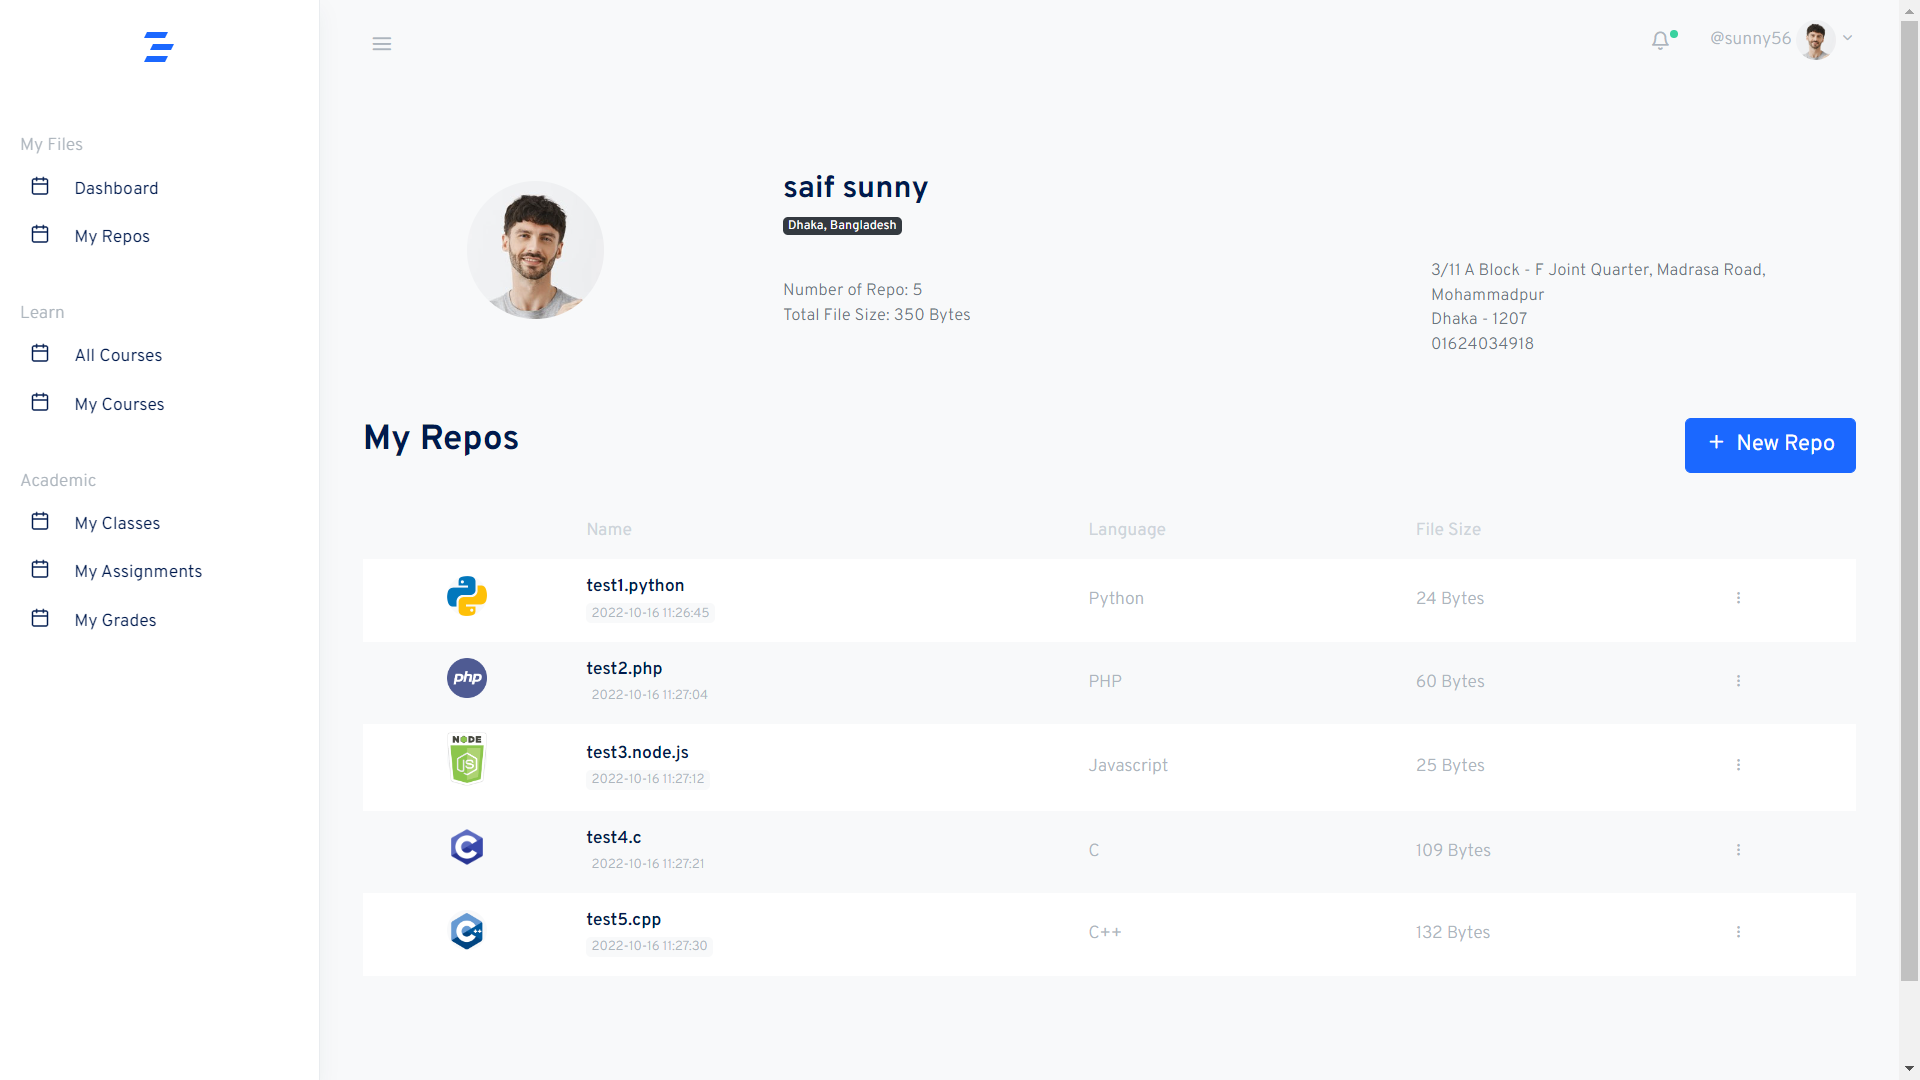 My Files
Dashboard
My Repos
Learn
All Courses
My Courses
Academic
My Classes
My Assignments
My Grades
@sunny56
saif sunny
Dhaka, Bangladesh
Number of Repo: 5
Total File Size: 350 Bytes
3/11 A Block - F Joint Quarter, Madrasa Road,
Mohammadpur
Dhaka - 1207
01624034918
My Repos
+ New Repo
Name Language File Size
test1.python
2022-10-16 11:26:45
Python
24 Bytes
php
test2.php
2022-10-16 11:27:04
PHP
60 Bytes
NODE
JS
test3.node.js
2022-10-16 11:27:12
Javascript
25 Bytes
C
test4.c
2022-10-16 11:27:21
C
109 Bytes
C++
test5.cpp
2022-10-16 11:27:30
C++
132 Bytes